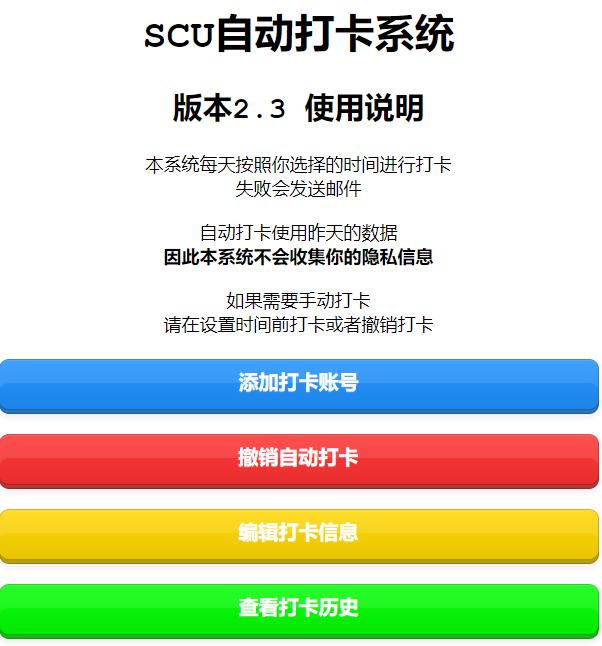 SCU自动打卡系统
版本2.3 使用说明
本系统每天按照你选择的时间进行打卡
失败会发送邮件
自动打卡使用昨天的数据
因此本系统不会收集你的隐私信息
如果需要手动打卡
请在设置时间前打卡或者撤销打卡
添加打卡账号
撤销自动打卡
编辑打卡信息
查看打卡历史